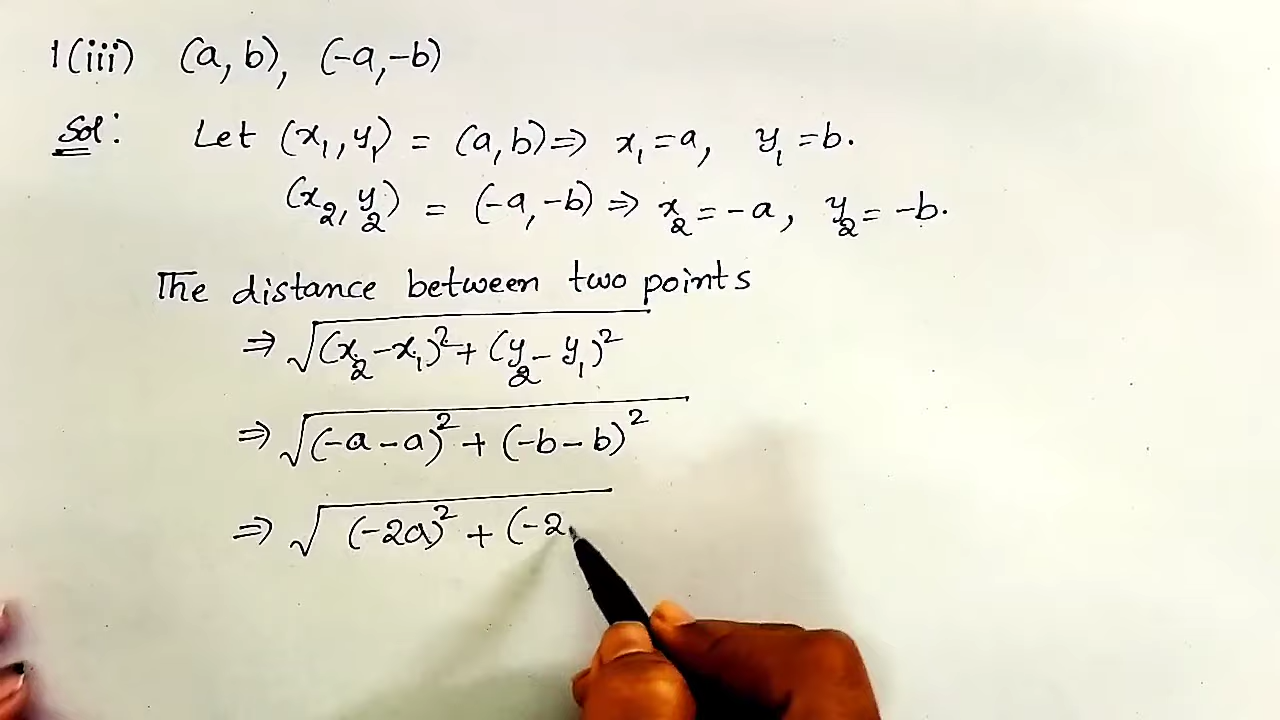 1(iii) (a, b), (-a,-b)
Sol: Let (x₁, y₁) = (a, b) ⇒ x₁ = a, y₁ = b.
(x₂, y₂) = (-a, -b) ⇒ x₂ = -a, y₂ = -b.
The distance between two points
⇒ √(x₂ - x₁)² + (y₂ - y₁)²
⇒ √(-a - a)² + (-b - b)²
⇒ √(-2a)² + (-2